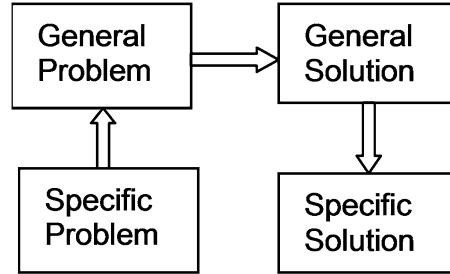 General
Problem
General
Solution
Specific
Problem
Specific
Solution